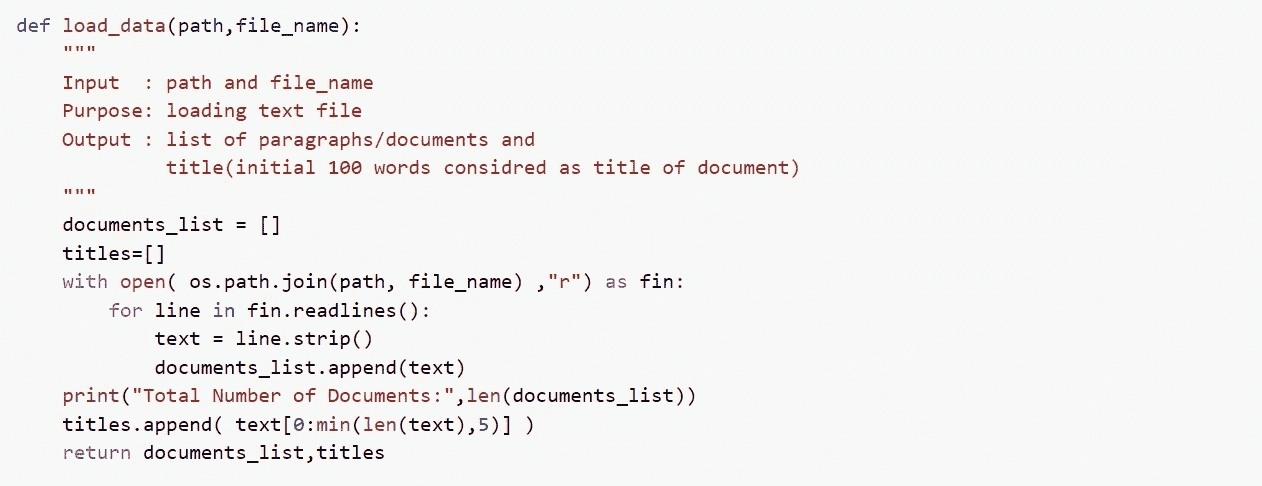 def load_data(path,file_name):
    """
    Input  : path and file_name
    Purpose: loading text file
    Output : list of paragraphs/documents and
             title(initial 100 words considred as title of document)
    """
    documents_list = []
    titles=[]
    with open( os.path.join(path, file_name) ,"r") as fin:
        for line in fin.readlines():
            text = line.strip()
            documents_list.append(text)
    print("Total Number of Documents:",len(documents_list))
    titles.append( text[0:min(len(text),5)] )
    return documents_list,titles